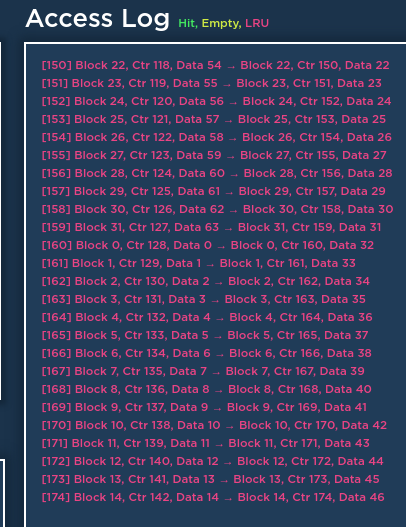 Access Log Hit, Empty, LRU
[150] Block 22, Ctr 118, Data 54 → Block 22, Ctr 150, Data 22
[151] Block 23, Ctr 119, Data 55 → Block 23, Ctr 151, Data 23
[152] Block 24, Ctr 120, Data 56 → Block 24, Ctr 152, Data 24
[153] Block 25, Ctr 121, Data 57 → Block 25, Ctr 153, Data 25
[154] Block 26, Ctr 122, Data 58 → Block 26, Ctr 154, Data 26
[155] Block 27, Ctr 123, Data 59 → Block 27, Ctr 155, Data 27
[156] Block 28, Ctr 124, Data 60 → Block 28, Ctr 156, Data 28
[157] Block 29, Ctr 125, Data 61 → Block 29, Ctr 157, Data 29
[158] Block 30, Ctr 126, Data 62 → Block 30, Ctr 158, Data 30
[159] Block 31, Ctr 127, Data 63 → Block 31, Ctr 159, Data 31
[160] Block 0, Ctr 128, Data 0 → Block 0, Ctr 160, Data 32
[161] Block 1, Ctr 129, Data 1 → Block 1, Ctr 161, Data 33
[162] Block 2, Ctr 130, Data 2 → Block 2, Ctr 162, Data 34
[163] Block 3, Ctr 131, Data 3 → Block 3, Ctr 163, Data 35
[164] Block 4, Ctr 132, Data 4 → Block 4, Ctr 164, Data 36
[165] Block 5, Ctr 133, Data 5 → Block 5, Ctr 165, Data 37
[166] Block 6, Ctr 134, Data 6 → Block 6, Ctr 166, Data 38
[167] Block 7, Ctr 135, Data 7 → Block 7, Ctr 167, Data 39
[168] Block 8, Ctr 136, Data 8 → Block 8, Ctr 168, Data 40
[169] Block 9, Ctr 137, Data 9 → Block 9, Ctr 169, Data 41
[170] Block 10, Ctr 138, Data 10 → Block 10, Ctr 170, Data 42
[171] Block 11, Ctr 139, Data 11 → Block 11, Ctr 171, Data 43
[172] Block 12, Ctr 140, Data 12 → Block 12, Ctr 172, Data 44
[173] Block 13, Ctr 141, Data 13 → Block 13, Ctr 173, Data 45
[174] Block 14, Ctr 142, Data 14 → Block 14, Ctr 174, Data 46